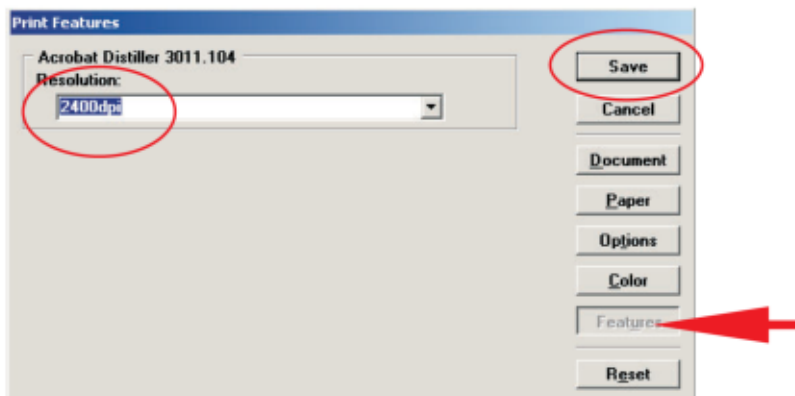 Print Features
Acrobat Distiller 3011.104
Resolution:
2400dpi
Save
Cancel
Document
Paper
Options
Color
Features
Reset